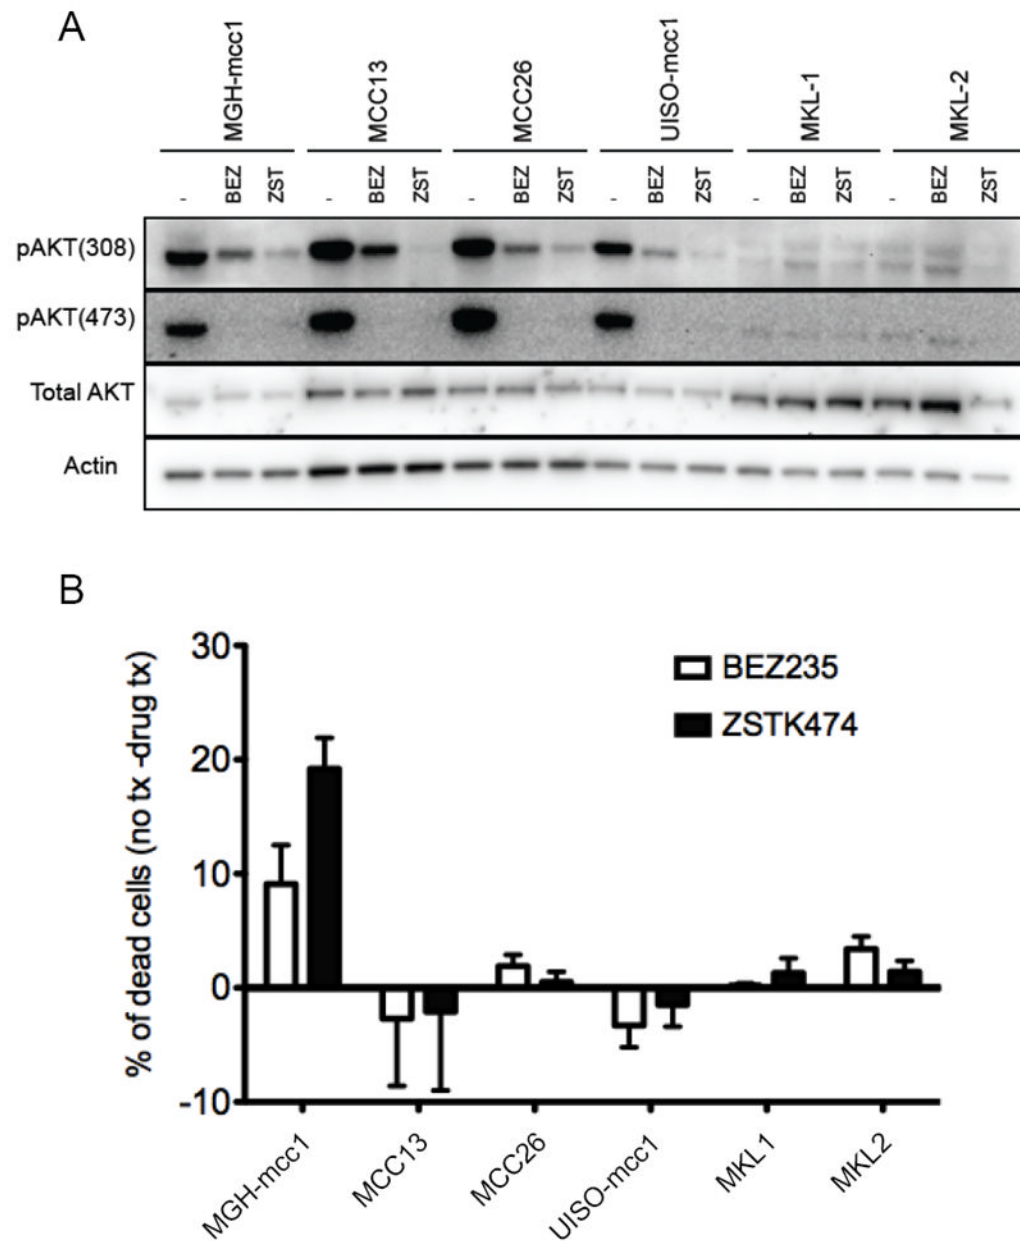 A
MGH-mcc1 MCC13 MCC26 UISO-mcc1 MKL-1 MKL-2
- BEZ ZST - BEZ ZST - BEZ ZST - BEZ ZST - BEZ ZST - BEZ ZST
pAKT(308)
pAKT(473)
Total AKT
Actin
B
% of dead cells (no tx -drug tx)
30
20
10
0
-10
BEZ235
ZSTK474
MGH-mcc1 MCC13 MCC26 UISO-mcc1 MKL1 MKL2